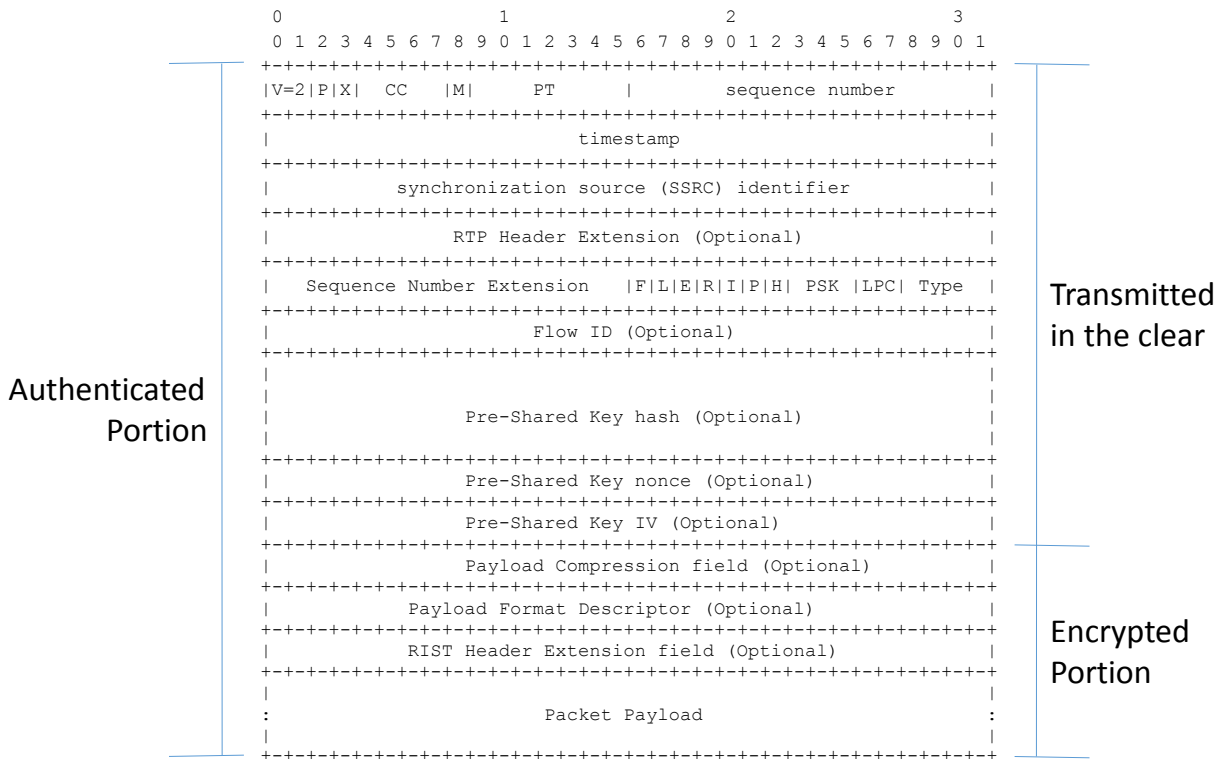 0                   1                   2                   3
0 1 2 3 4 5 6 7 8 9 0 1 2 3 4 5 6 7 8 9 0 1 2 3 4 5 6 7 8 9 0 1
+-+-+-+-+-+-+-+-+-+-+-+-+-+-+-+-+-+-+-+-+-+-+-+-+-+-+-+-+-+-+-+-+
|V=2|P|X|  CC   |M|     PT      |        sequence number        |
+-+-+-+-+-+-+-+-+-+-+-+-+-+-+-+-+-+-+-+-+-+-+-+-+-+-+-+-+-+-+-+-+
|                           timestamp                           |
+-+-+-+-+-+-+-+-+-+-+-+-+-+-+-+-+-+-+-+-+-+-+-+-+-+-+-+-+-+-+-+-+
|           synchronization source (SSRC) identifier            |
+-+-+-+-+-+-+-+-+-+-+-+-+-+-+-+-+-+-+-+-+-+-+-+-+-+-+-+-+-+-+-+-+
|                RTP Header Extension (Optional)                |
+-+-+-+-+-+-+-+-+-+-+-+-+-+-+-+-+-+-+-+-+-+-+-+-+-+-+-+-+-+-+-+-+
|   Sequence Number Extension   |F|L|E|R|I|P|H| PSK |LPC| Type  |
+-+-+-+-+-+-+-+-+-+-+-+-+-+-+-+-+-+-+-+-+-+-+-+-+-+-+-+-+-+-+-+-+
|                       Flow ID (Optional)                      |
+-+-+-+-+-+-+-+-+-+-+-+-+-+-+-+-+-+-+-+-+-+-+-+-+-+-+-+-+-+-+-+-+
|                                                               |
|                                                               |
|                 Pre-Shared Key hash (Optional)                |
|                                                               |
+-+-+-+-+-+-+-+-+-+-+-+-+-+-+-+-+-+-+-+-+-+-+-+-+-+-+-+-+-+-+-+-+
|                 Pre-Shared Key nonce (Optional)               |
+-+-+-+-+-+-+-+-+-+-+-+-+-+-+-+-+-+-+-+-+-+-+-+-+-+-+-+-+-+-+-+-+
|                 Pre-Shared Key IV (Optional)                  |
+-+-+-+-+-+-+-+-+-+-+-+-+-+-+-+-+-+-+-+-+-+-+-+-+-+-+-+-+-+-+-+-+
|                 Payload Compression field (Optional)          |
+-+-+-+-+-+-+-+-+-+-+-+-+-+-+-+-+-+-+-+-+-+-+-+-+-+-+-+-+-+-+-+-+
|            Payload Format Descriptor (Optional)               |
+-+-+-+-+-+-+-+-+-+-+-+-+-+-+-+-+-+-+-+-+-+-+-+-+-+-+-+-+-+-+-+-+
|            RIST Header Extension field (Optional)             |
+-+-+-+-+-+-+-+-+-+-+-+-+-+-+-+-+-+-+-+-+-+-+-+-+-+-+-+-+-+-+-+-+
|                                                               |
:                        Packet Payload                         :
|                                                               |
+-+-+-+-+-+-+-+-+-+-+-+-+-+-+-+-+-+-+-+-+-+-+-+-+-+-+-+-+-+-+-+-+
Authenticated
Portion
Transmitted
in the clear
Encrypted
Portion